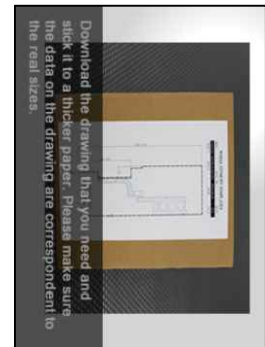 Download the drawing that you need and
stick it to a thicker paper. Please make sure
the data on the drawing are correspondent to
the real sizes.